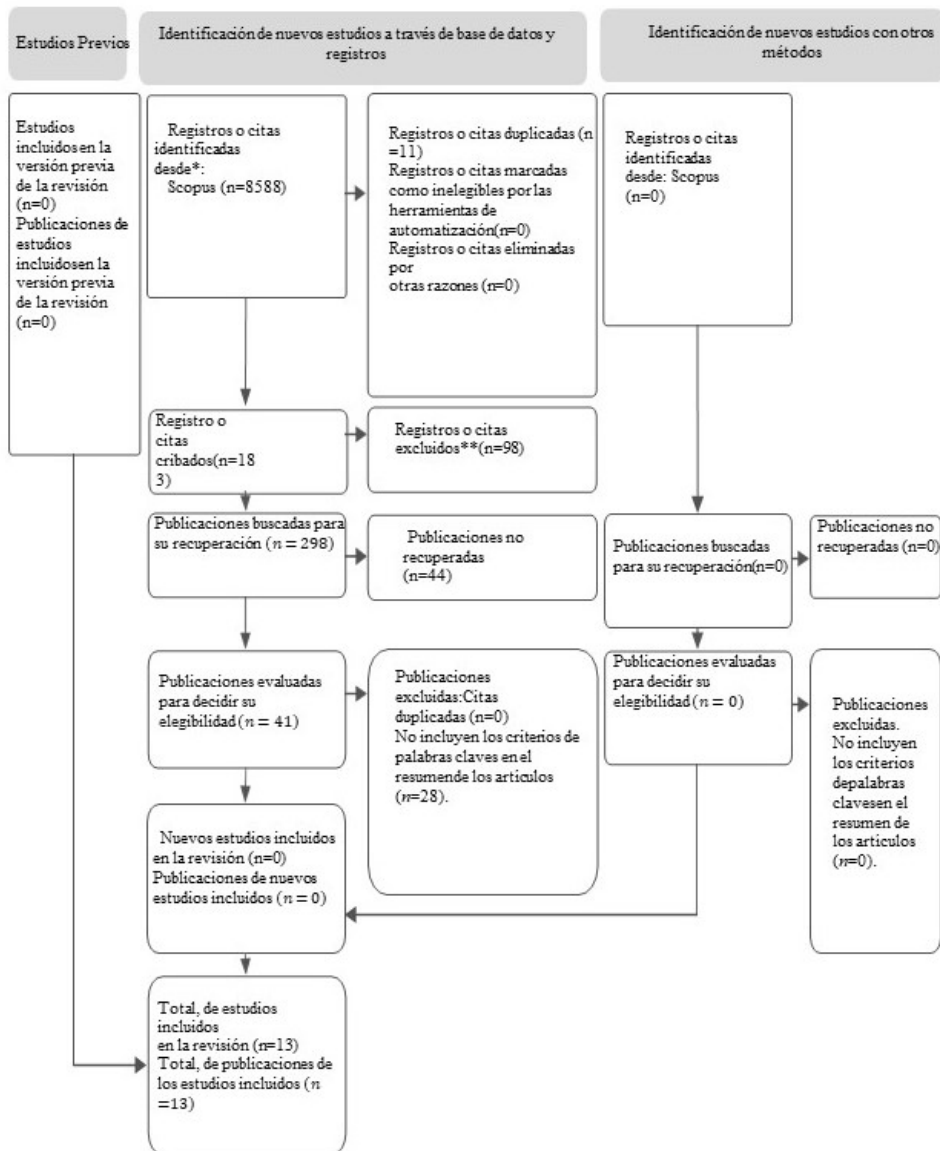 Estudios Previos
Identificación de nuevos estudios a través de base de datos y
registros
Identificación de nuevos estudios con otros
métodos
Estudios
incluidos en la
versión previa
de la revisión
(n=0)
Publicaciones de
estudios
incluidosen la
versión previa
de la revisión
(n=0)
Registros o citas
identificadas
desde*:
Scopus (n=8588)
Registros o citas duplicadas (n
=11)
Registros o citas marcadas
como inelegibles por las
herramientas de
automatización(n=0)
Registros o citas eliminadas
por
otras razones (n=0)
Registros o citas
identificadas
desde: Scopus
(n=0)
Registro o
citas
cribados(n=18
3)
Registros o citas
excluidos**(n=98)
Publicaciones buscadas para
su recuperación (n = 298)
Publicaciones no
recuperadas
(n=44)
Publicaciones buscadas
para su recuperación(n=0)
Publicaciones no
recuperadas (n=0)
Publicaciones evaluadas
para decidir su
elegibilidad (n = 41)
Publicaciones
excluidas:Citas
duplicadas (n=0)
No incluyen los criterios de
palabras claves en el
resumende los articulos
(n=28).
Publicaciones evaluadas
para decidir su
elegibilidad (n = 0)
Publicaciones
excluidas.
No incluyen
los criterios
depalabras
clavesen el
resumen de
los articulos
(n=0).
Nuevos estudios incluidos
en la revisión (n=0)
Publicaciones de nuevos
estudios incluidos (n = 0)
Total, de estudios
incluidos
en la revisión (n=13)
Total, de publicaciones de
los estudios incluidos (n
=13)